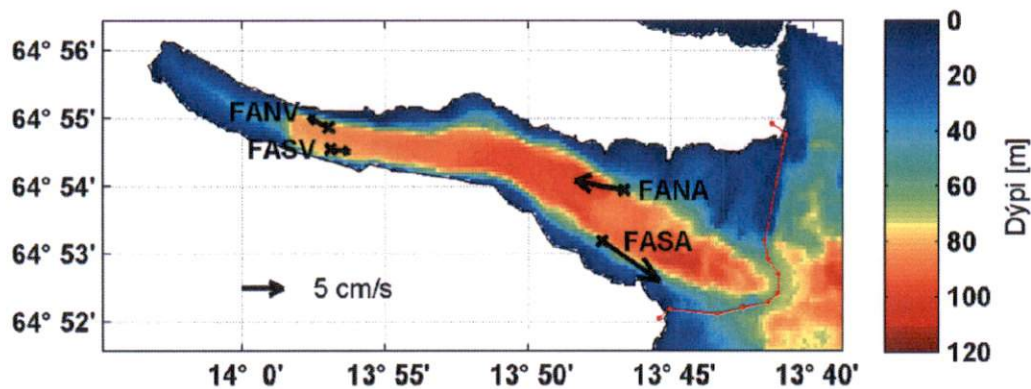 64° 56'
64° 55'
64° 54'
64° 53'
64° 52'
FANV
FASV
FANA
FASA
5 cm/s
14° 0'
13° 55'
13° 50'
13° 45'
13° 40'
0
20
40
60
80
100
120
Dýpi [m]